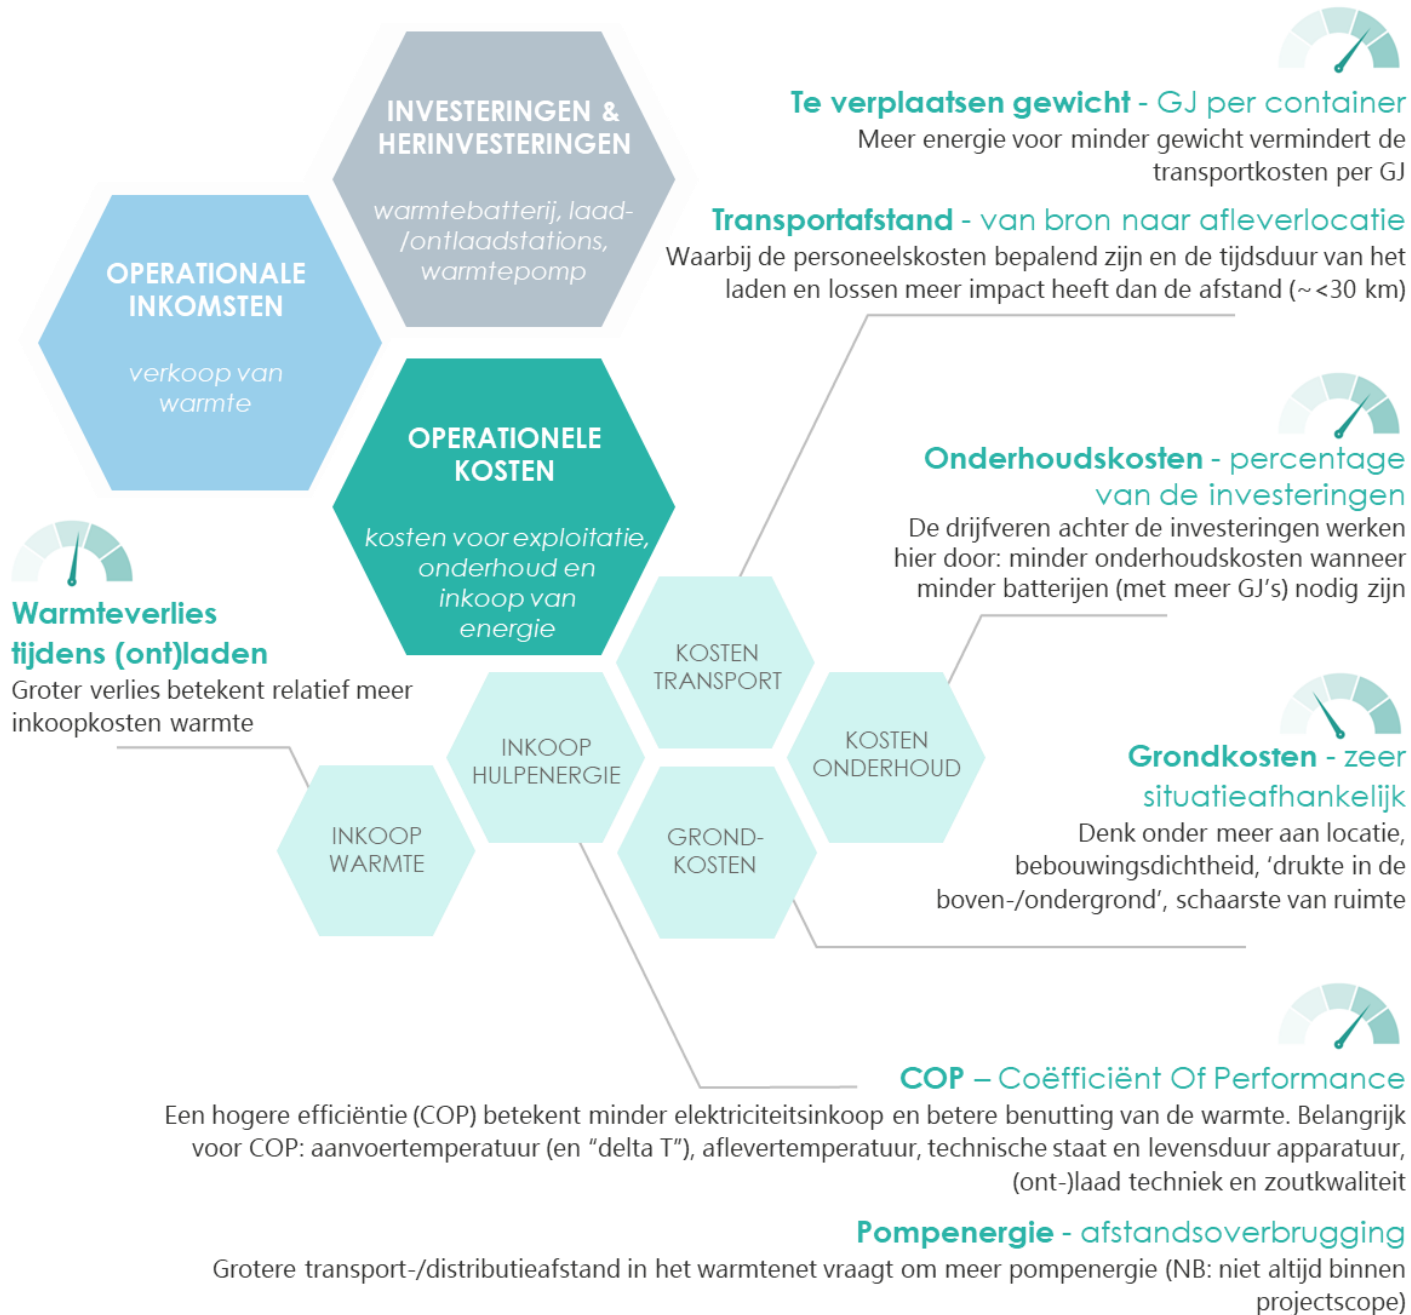 INVESTERINGEN &
HERINVESTERINGEN
warmtebatterij, laad-
/ontlaadstations,
warmtepomp
OPERATIONALE
INKOMSTEN
verkoop van
warmte
OPERATIONELE
KOSTEN
kosten voor exploitatie,
onderhoud en
inkoop van
energie
Te verplaatsen gewicht - GJ per container
Meer energie voor minder gewicht vermindert de
transportkosten per GJ
Transportafstand - van bron naar afleverlocatie
Waarbij de personeelskosten bepalend zijn en de tijdsduur van het
laden en lossen meer impact heeft dan de afstand (~<30 km)
Onderhoudskosten - percentage
van de investeringen
De drijfveren achter de investeringen werken
hier door: minder onderhoudskosten wanneer
minder batterijen (met meer GJ's) nodig zijn
Warmteverlies
tijdens (ont)laden
Groter verlies betekent relatief meer
inkoopkosten warmte
KOSTEN
TRANSPORT
INKOOP
HULPENERGIE
KOSTEN
ONDERHOUD
INKOOP
WARMTE
GROND-
KOSTEN
Grondkosten - zeer
situatieafhankelijk
Denk onder meer aan locatie,
bebouwingsdichtheid, 'drukte in de
boven-/ondergrond', schaarste van ruimte
COP – Coëfficiënt Of Performance
Een hogere efficiëntie (COP) betekent minder elektriciteitsinkoop en betere benutting van de warmte. Belangrijk
voor COP: aanvoertemperatuur (en "delta T"), aflevertemperatuur, technische staat en levensduur apparatuur,
(ont-)laad techniek en zoutkwaliteit
Pompenergie - afstandsoverbrugging
Grotere transport-/distributieafstand in het warmtenet vraagt om meer pompenergie (NB: niet altijd binnen
projectscope)